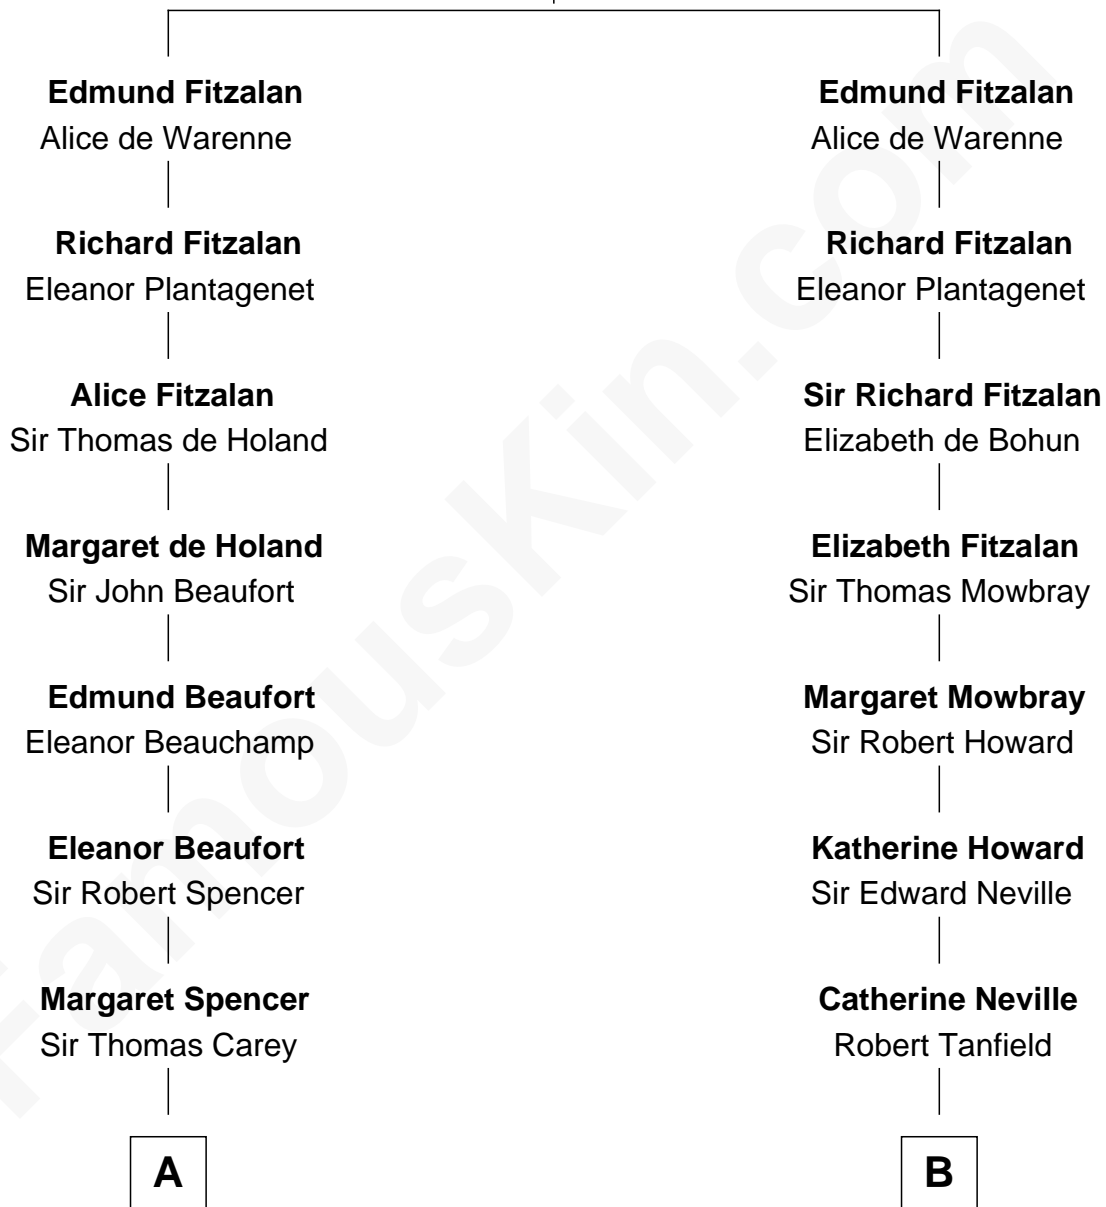 Edmund Fitzalan
Alice de Warenne
Richard Fitzalan
Eleanor Plantagenet
Alice Fitzalan
Sir Thomas de Holand
Margaret de Holand
Sir John Beaufort
Edmund Beaufort
Eleanor Beauchamp
Eleanor Beaufort
Sir Robert Spencer
Margaret Spencer
Sir Thomas Carey
A
Edmund Fitzalan
Alice de Warenne
Richard Fitzalan
Eleanor Plantagenet
Sir Richard Fitzalan
Elizabeth de Bohun
Elizabeth Fitzalan
Sir Thomas Mowbray
Margaret Mowbray
Sir Robert Howard
Katherine Howard
Sir Edward Neville
Catherine Neville
Robert Tanfield
B
FamousKin.com